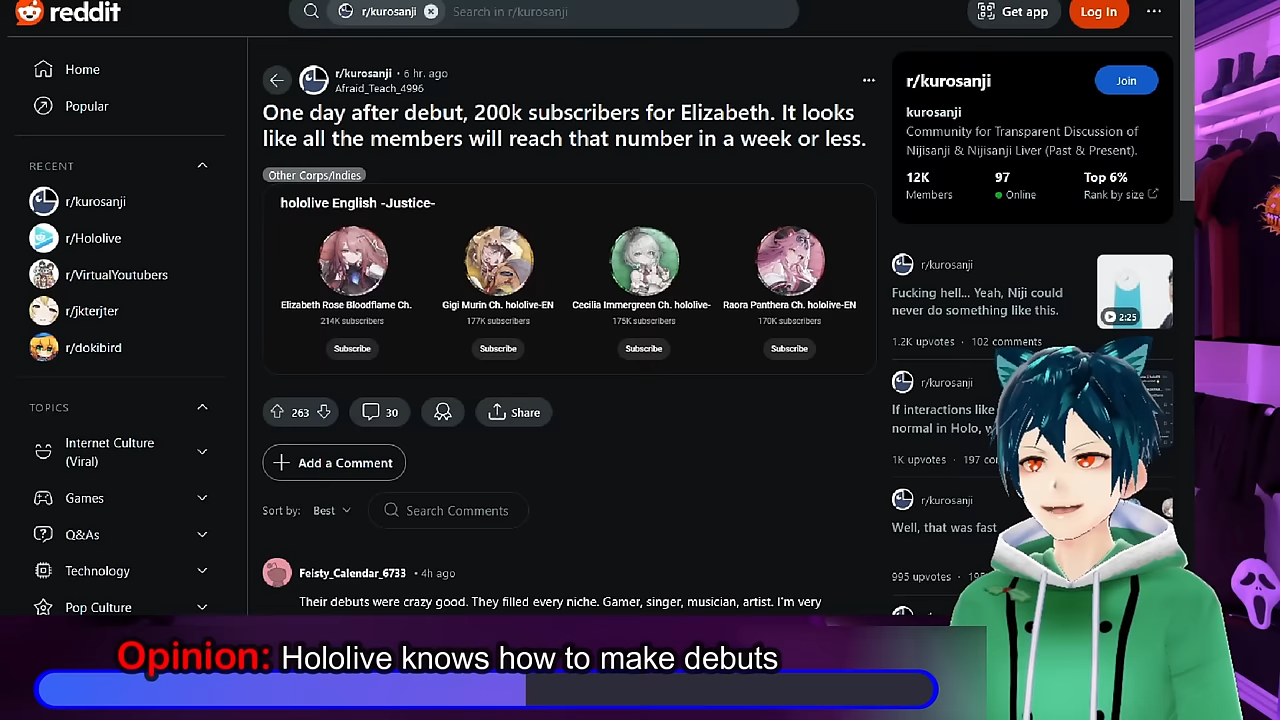 reddit
r/kurosanji
Search in r/kurosanji
Get app
Log In
Home
Popular
RECENT
r/kurosanji
r/Hololive
r/VirtualYoutubers
r/jkterjter
r/dokibird
TOPICS
Internet Culture
(Viral)
Games
Q&As
Technology
Pop Culture
r/kurosanji • 6 hr. ago
Afraid_Teach_4996
One day after debut, 200k subscribers for Elizabeth. It looks
like all the members will reach that number in a week or less.
Other Corps/Indies
hololive English -Justice-
Elizabeth Rose Bloodflame Ch.
214K subscribers
Subscribe
Gigi Murin Ch. hololive-EN
177K subscribers
Subscribe
Cecilia Immergreen Ch. hololive-
175K subscribers
Subscribe
Raora Panthera Ch. hololive-EN
170K subscribers
Subscribe
263
30
Share
Add a Comment
Sort by: Best
Search Comments
Feisty_Calendar_6733 • 4h ago
Their debuts were crazy good. They filled every niche. Gamer, singer, musician, artist. I'm very
r/kurosanji
Join
kurosanji
Community for Transparent Discussion of
Nijisanji & Nijisanji Liver (Past & Present).
12K
Members
97
Online
Top 6%
Rank by size
r/kurosanji
Fucking hell... Yeah, Niji could
never do something like this.
2:25
1.2K upvotes • 102 comments
r/kurosanji
If interactions like
normal in Holo,
1K upvotes • 197
r/kurosanji
Well, that was fast
995 upvotes •
Opinion: Hololive knows how to make debuts